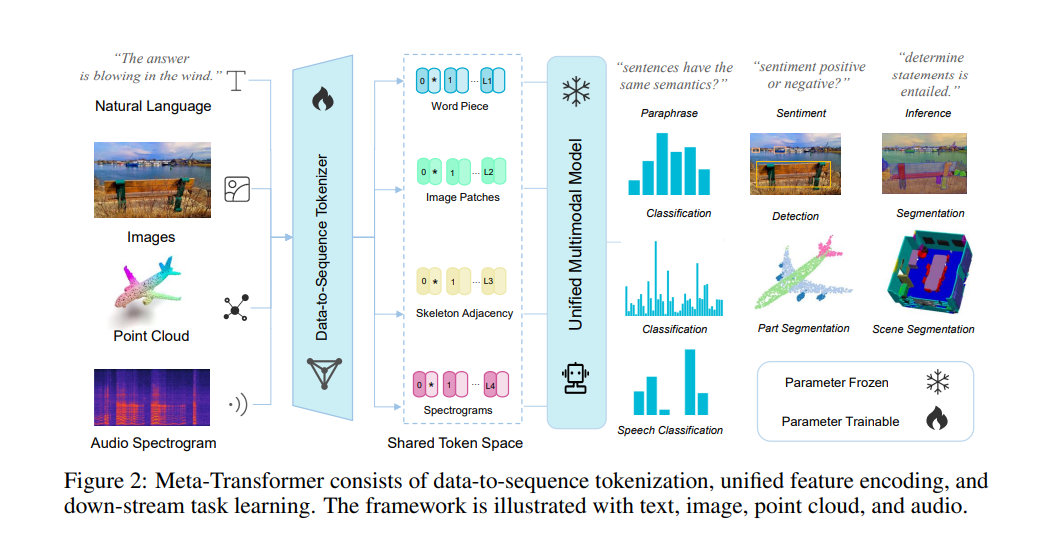 “The answer
is blowing in the wind.”
Natural Language
Images
Point Cloud
Audio Spectrogram
Data-to-Sequence Tokenizer
0 * 1 ... L1
Word Piece
0 * 1 ... L2
Image Patches
0 * 1 ... L3
Skeleton Adjacency
0 * 1 ... L4
Spectrograms
Shared Token Space
Unified Multimodal Model
“sentences have the
same semantics?”
Paraphrase
“sentiment positive
or negative?”
Sentiment
“determine
statements is
entailed.”
Inference
Classification
Detection
Segmentation
Classification
Part Segmentation
Scene Segmentation
Speech Classification
Parameter Frozen
Parameter Trainable
Figure 2: Meta-Transformer consists of data-to-sequence tokenization, unified feature encoding, and
down-stream task learning. The framework is illustrated with text, image, point cloud, and audio.